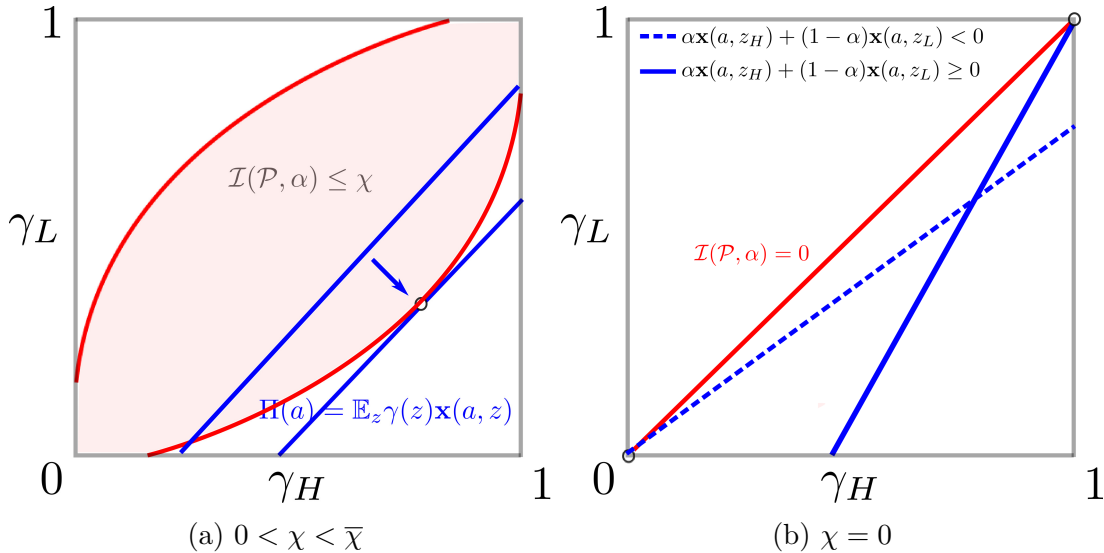 1
γ_L
I(P, α) ≤ χ
Π(a) = 𝔼_zγ(z)x(a, z)
0
γ_H
1
(a) 0 < χ < χ̅
1
αx(a, z_H) + (1 − α)x(a, z_L) < 0
αx(a, z_H) + (1 − α)x(a, z_L) ≥ 0
γ_L
I(P, α) = 0
0
γ_H
1
(b) χ = 0